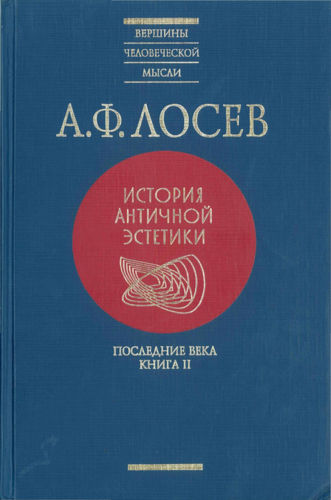 ВЕРШИНЫ
ЧЕЛОВЕЧЕСКОЙ
МЫСЛИ
А.Ф.ЛОСЕВ
ИСТОРИЯ
АНТИЧНОЙ
ЭСТЕТИКИ
ПОСЛЕДНИЕ ВЕКА
КНИГА II